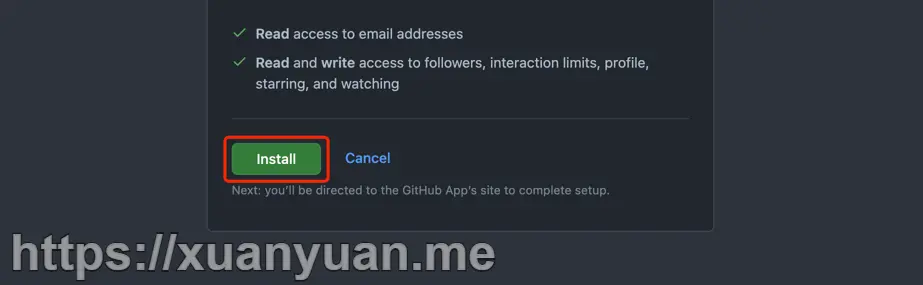 Read access to email addresses
Read and write access to followers, interaction limits, profile,
starring, and watching
Install
Cancel
Next: you'll be directed to the GitHub App's site to complete setup.
https://xuanyuan.me